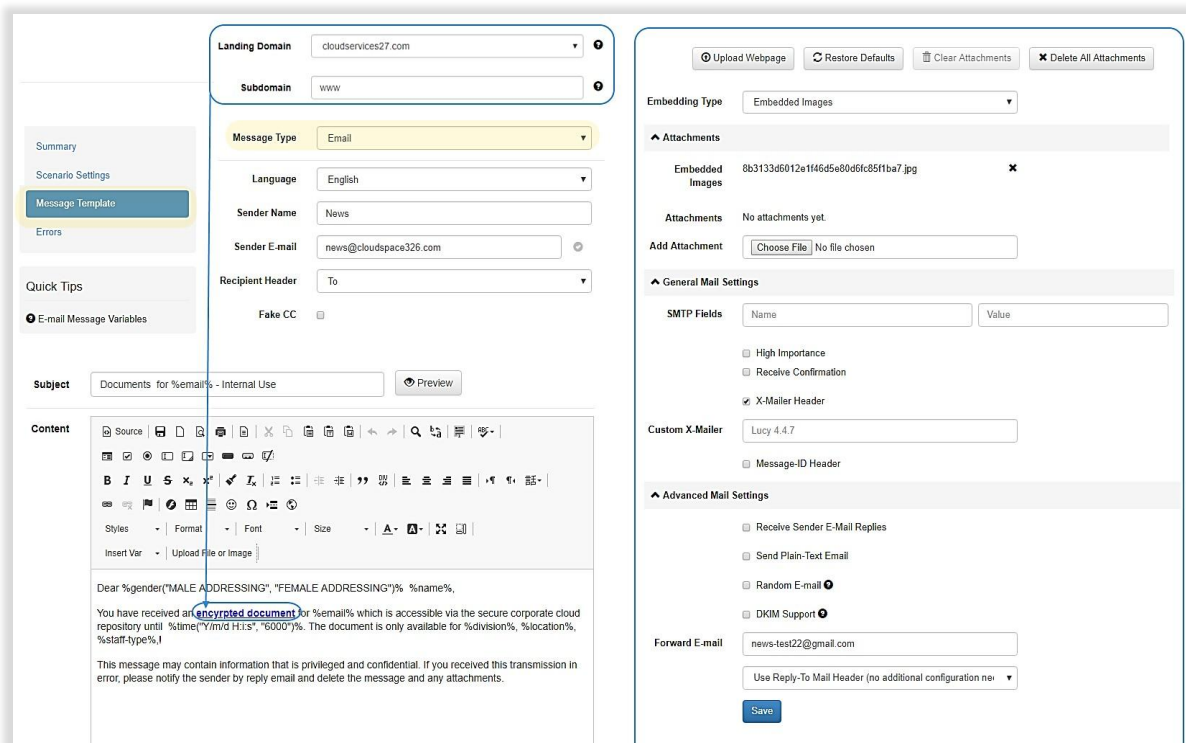 Landing Domain cloudservices27.com
Subdomain www
Message Type Email
Summary
Scenario Settings
Message Template
Errors
Language English
Sender Name News
Sender E-mail news@cloudspace326.com
Recipient Header To
Fake CC
Quick Tips
E-mail Message Variables
Subject Documents for %email% - Internal Use Preview
Content
Source
Styles Format Font Size
Insert Var Upload File or Image
Dear %gender("MALE ADDRESSING", "FEMALE ADDRESSING")% %name%,
You have received an encyrpted document for %email% which is accessible via the secure corporate cloud
repository until %time("Y/m/d H:i:s", "6000")%. The document is only available for %division%, %location%,
%staff-type%,!
This message may contain information that is privileged and confidential. If you received this transmission in
error, please notify the sender by reply email and delete the message and any attachments.
Upload Webpage Restore Defaults Clear Attachments Delete All Attachments
Embedding Type Embedded Images
Attachments
Embedded Images 8b3133d6012e1f46d5e80d6fc85f1ba7.jpg
Attachments No attachments yet.
Add Attachment Choose File No file chosen
General Mail Settings
SMTP Fields Name Value
High Importance
Receive Confirmation
X-Mailer Header
Custom X-Mailer Lucy 4.4.7
Message-ID Header
Advanced Mail Settings
Receive Sender E-Mail Replies
Send Plain-Text Email
Random E-mail
DKIM Support
Forward E-mail news-test22@gmail.com
Use Reply-To Mail Header (no additional configuration nee
Save